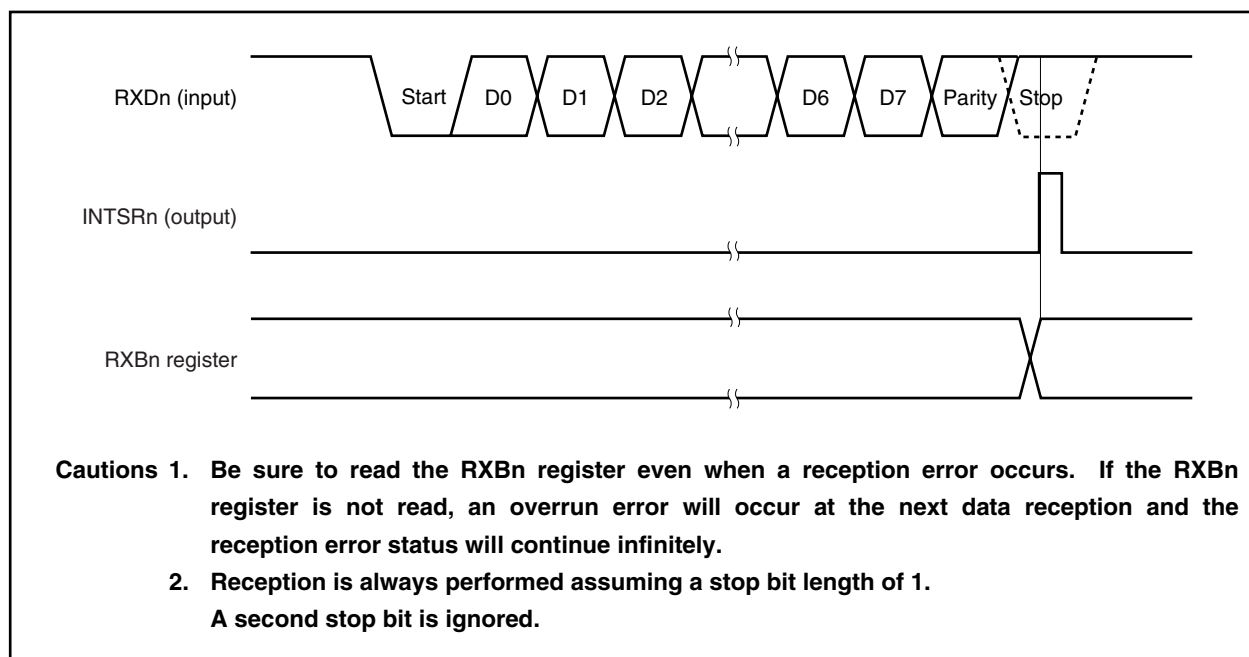 RXDn (input)
Start D0 D1 D2 D6 D7 Parity Stop
INTSRn (output)
RXBn register
Cautions 1. Be sure to read the RXBn register even when a reception error occurs. If the RXBn
register is not read, an overrun error will occur at the next data reception and the
reception error status will continue infinitely.
2. Reception is always performed assuming a stop bit length of 1.
A second stop bit is ignored.